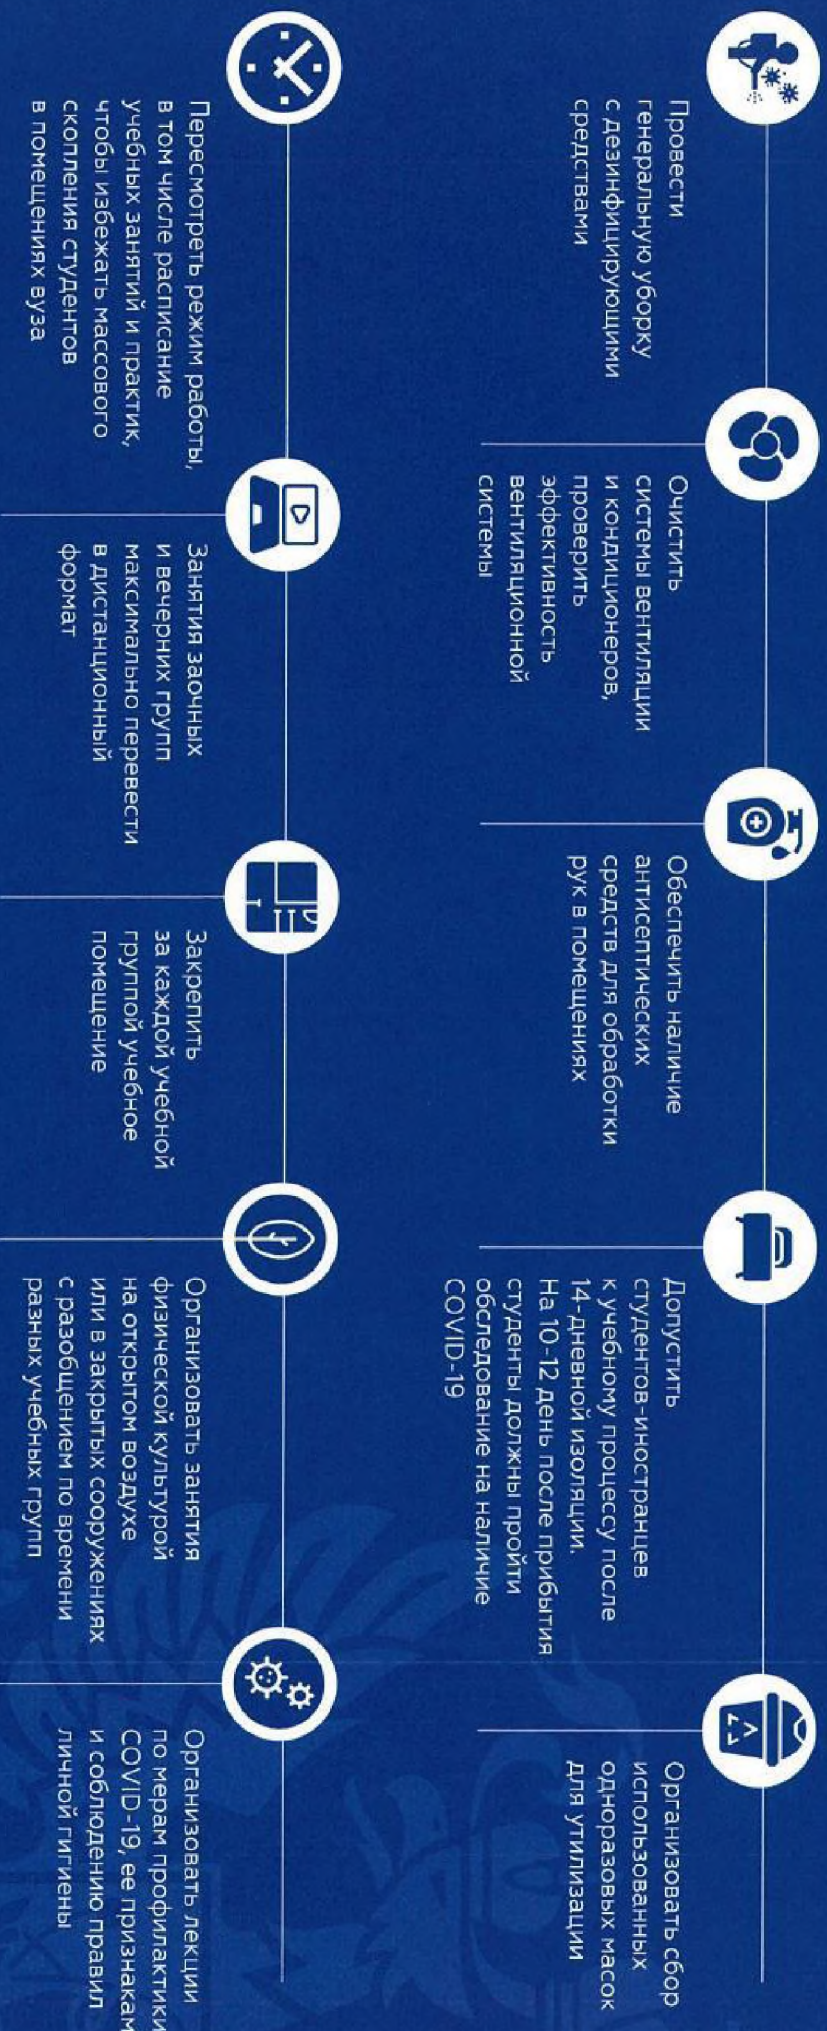 Провести
генеральную уборку
с дезинфицирующими
средствами
Очистить
системы вентиляции
и кондиционеров,
проверить
эффективность
вентиляционной
системы
Обеспечить наличие
антисептических
средств для обработки
рук в помещениях
Допустить
студентов-иностранцев
к учебному процессу после
14-дневной изоляции.
На 10-12 день после прибытия
студенты должны пройти
обследование на наличие
COVID-19
Организовать сбор
использованных
одноразовых масок
для утилизации
Пересмотреть режим работы,
в том числе расписание
учебных занятий и практик,
чтобы избежать массового
скопления студентов
в помещениях вуза
Занятия заочных
и вечерних групп
максимально перевести
в дистанционный
формат
Закрепить
за каждой учебной
группой учебное
помещение
Организовать занятия
физической культурой
на открытом воздухе
или в закрытых сооружениях
с разобщением по времени
разных учебных групп
Организовать лекции
по мерам профилактики
COVID-19, ее признакам
и соблюдению правил
личной гигиены